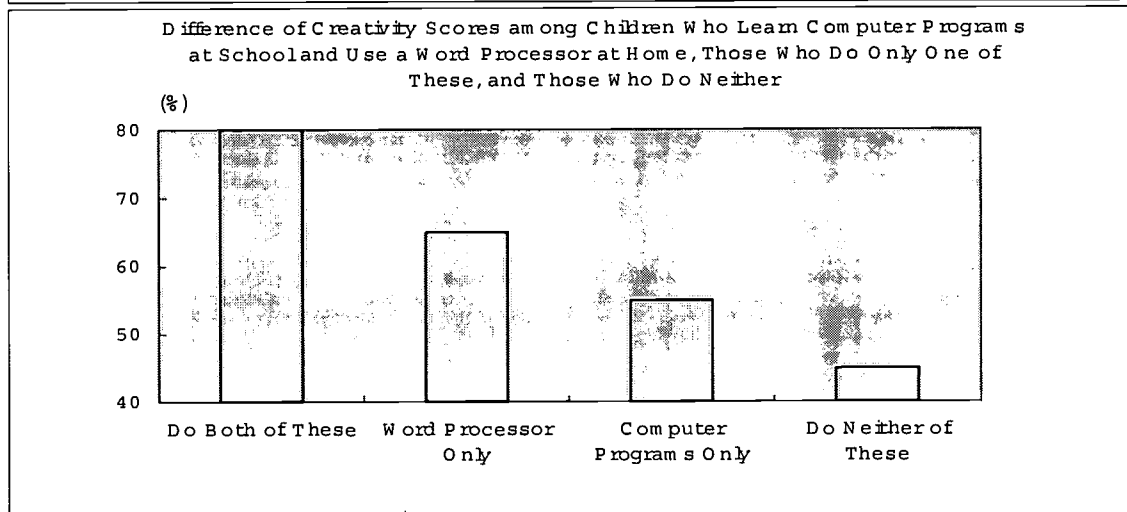 Difference of Creativity Scores among Children Who Learn Computer Programs
at School and Use a Word Processor at Home, Those Who Do Only One of
These, and Those Who Do Neither
(%)
80
70
60
50
40
Do Both of These
Word Processor
Only
Computer
Programs Only
Do Neither of
These